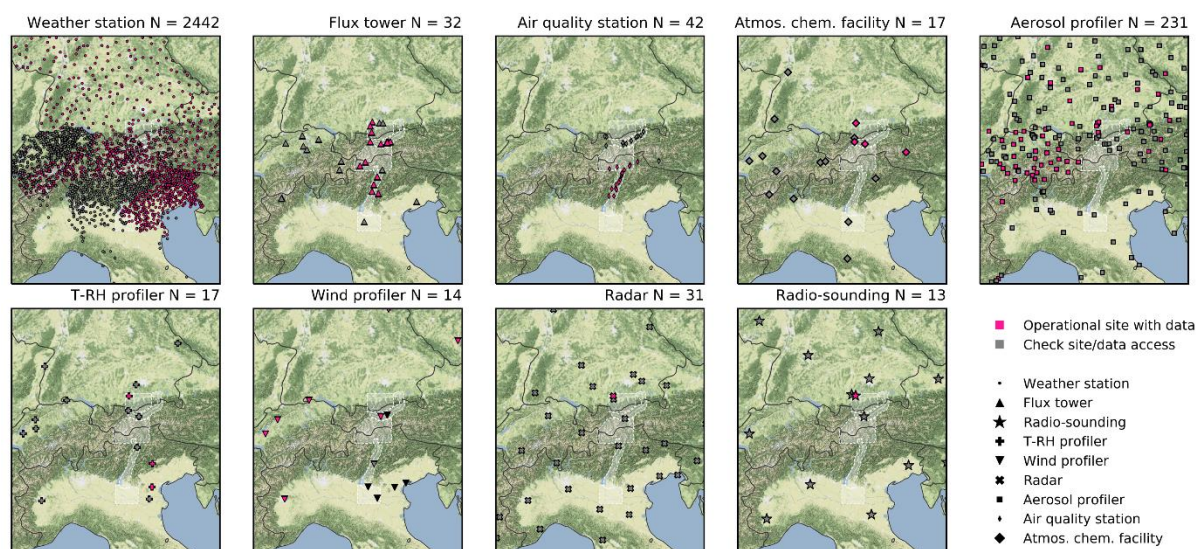 Weather station N = 2442
Flux tower N = 32
Air quality station N = 42
Atmos. chem. facility N = 17
Aerosol profiler N = 231
T-RH profiler N = 17
Wind profiler N = 14
Radar N = 31
Radio-sounding N = 13
Operational site with data
Check site/data access
Weather station
Flux tower
Radio-sounding
T-RH profiler
Wind profiler
Radar
Aerosol profiler
Air quality station
Atmos. chem. facility